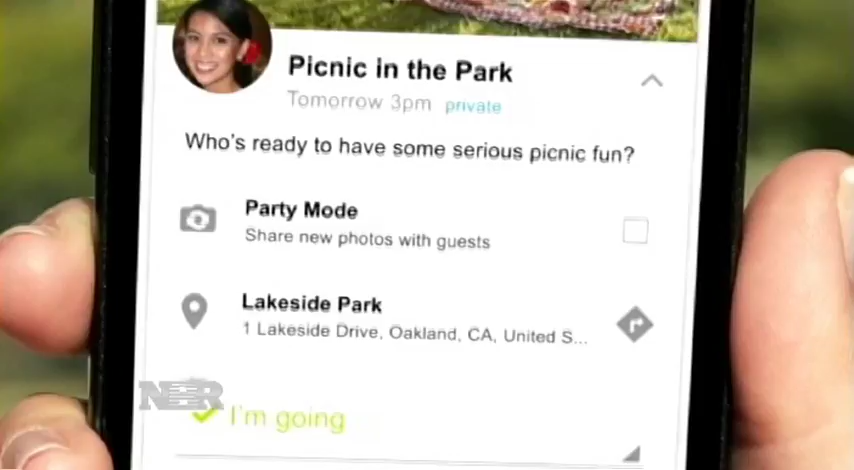 Picnic in the Park
Tomorrow 3pm private
Who's ready to have some serious picnic fun?
Party Mode
Share new photos with guests
Lakeside Park
1 Lakeside Drive, Oakland, CA, United S...
NBR
I'm going